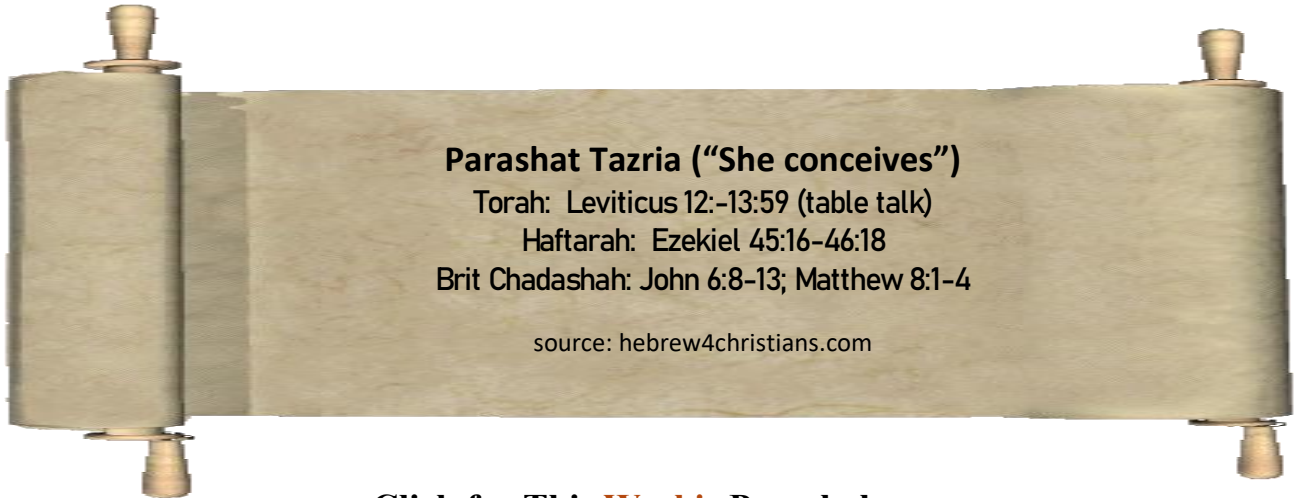 Parashat Tazria (“She conceives”)
Torah: Leviticus 12:-13:59 (table talk)
Haftarah: Ezekiel 45:16-46:18
Brit Chadashah: John 6:8-13; Matthew 8:1-4
source: hebrew4christians.com